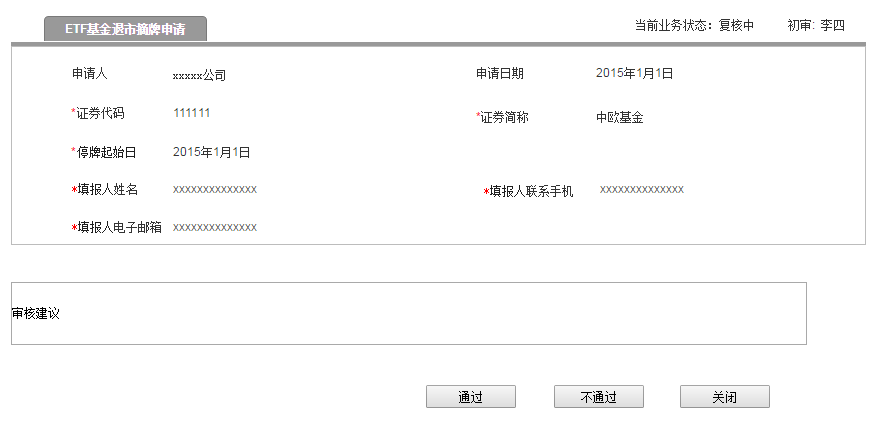 ETF基金退市摘牌申请 当前业务状态：复核中 初审: 李四
申请人 xxxxx公司 申请日期 2015年1月1日
*证券代码 111111 *证券简称 中欧基金
*停牌起始日 2015年1月1日
*填报人姓名 xxxxxxxxxxxxxx *填报人联系手机 xxxxxxxxxxxxxx
*填报人电子邮箱 xxxxxxxxxxxxxx
审核建议
通过 不通过 关闭